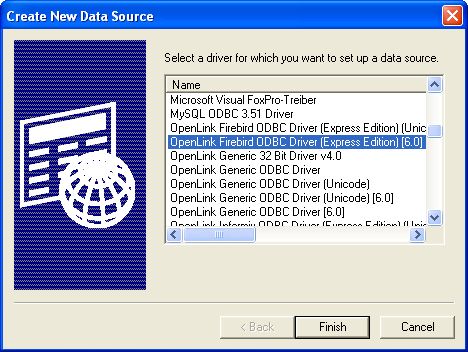 Create New Data Source
Select a driver for which you want to set up a data source.
Name
Microsoft Visual FoxPro-Treiber
MySQL ODBC 3.51 Driver
OpenLink Firebird ODBC Driver (Express Edition) (Unic
OpenLink Firebird ODBC Driver (Express Edition) [6.0]
OpenLink Generic 32 Bit Driver v4.0
OpenLink Generic ODBC Driver
OpenLink Generic ODBC Driver (Unicode)
OpenLink Generic ODBC Driver (Unicode) [6.0]
OpenLink Generic ODBC Driver [6.0]
OpenLink Informix ODBC Driver (Express Edition) (Unic
< Back
Finish
Cancel